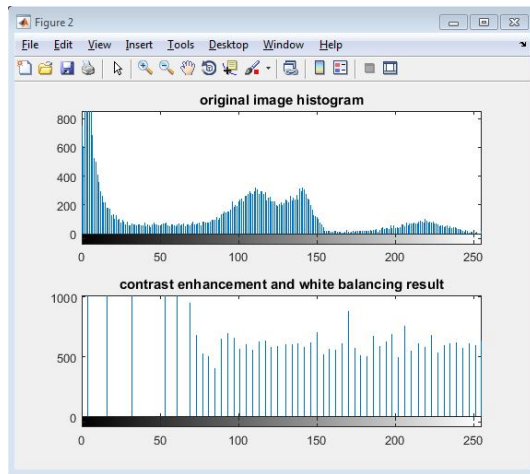 Figure 2
File Edit View Insert Tools Desktop Window Help
original image histogram
800
600
400
200
0
0 50 100 150 200 250
contrast enhancement and white balancing result
1000
500
0
0 50 100 150 200 250